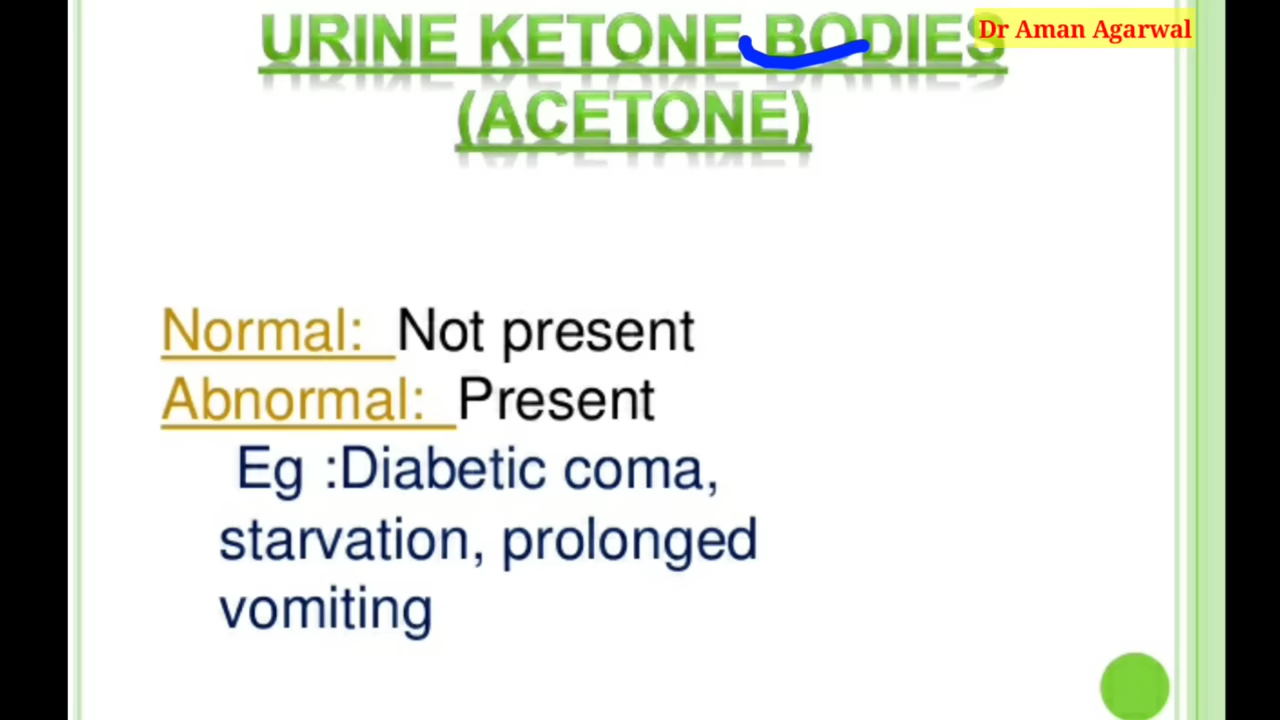 URINE KETONE BODIES
Dr Aman Agarwal
(ACETONE)
Normal: Not present
Abnormal: Present
Eg :Diabetic coma,
starvation, prolonged
vomiting